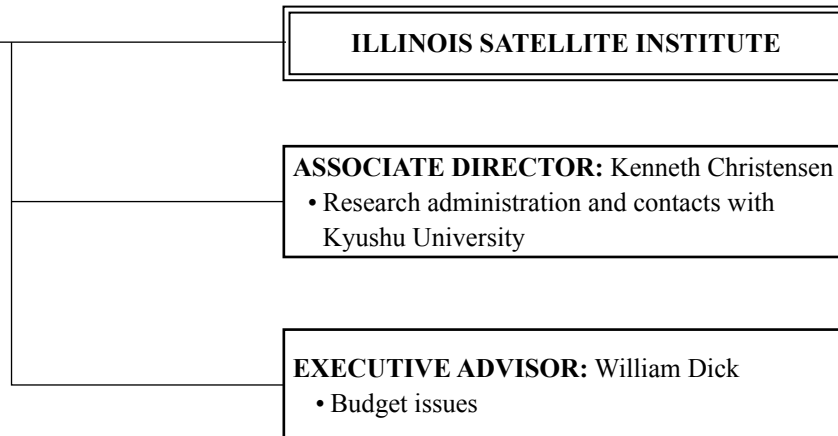 ILLINOIS SATELLITE INSTITUTE
ASSOCIATE DIRECTOR: Kenneth Christensen
• Research administration and contacts with
Kyushu University
EXECUTIVE ADVISOR: William Dick
• Budget issues